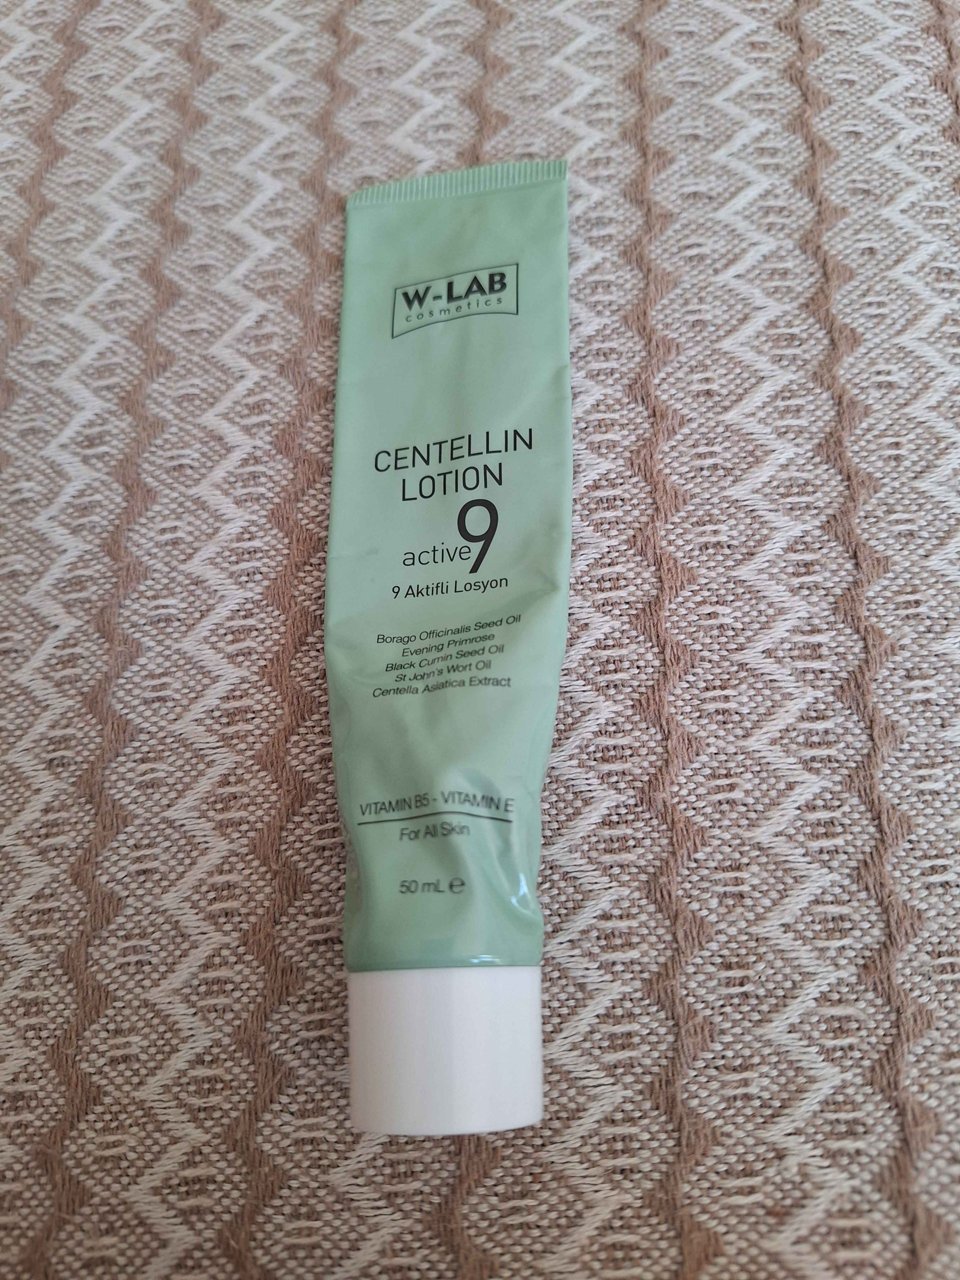 W-LAB
cosmetics
CENTELLIN
LOTION
active9
9 Aktifli Losyon
Borago Officinalis Seed Oil
Evening Primrose
Black Cumin Seed Oil
St John's Wort Oil
Centella Asiatica Extract
VITAMIN B5 - VITAMIN E
For All Skin
50 mL ℮